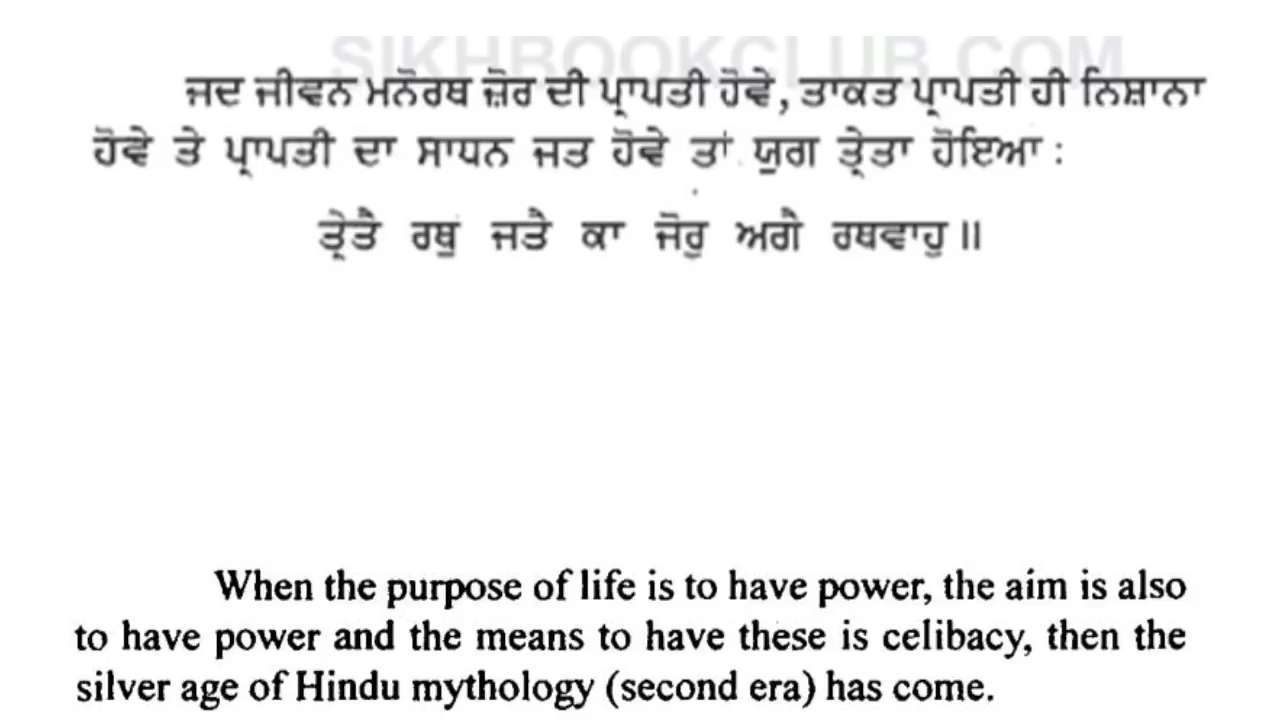 SIKHBOOKCLUB.COM
ਜਦ ਜੀਵਨ ਮਨੋਰਥ ਜ਼ੋਰ ਦੀ ਪ੍ਰਾਪਤੀ ਹੋਵੇ, ਤਾਕਤ ਪ੍ਰਾਪਤੀ ਹੀ ਨਿਸ਼ਾਨਾ
ਹੋਵੇ ਤੇ ਪ੍ਰਾਪਤੀ ਦਾ ਸਾਧਨ ਜਤ ਹੋਵੇ ਤਾਂ ਯੁਗ ਤ੍ਰੇਤਾ ਹੋਇਆ :
ਤ੍ਰੇਤੈ ਰਥੁ ਜਤੈ ਕਾ ਜੋਰੁ ਅਗੈ ਰਥਵਾਹੁ ॥
When the purpose of life is to have power, the aim is also
to have power and the means to have these is celibacy, then the
silver age of Hindu mythology (second era) has come.